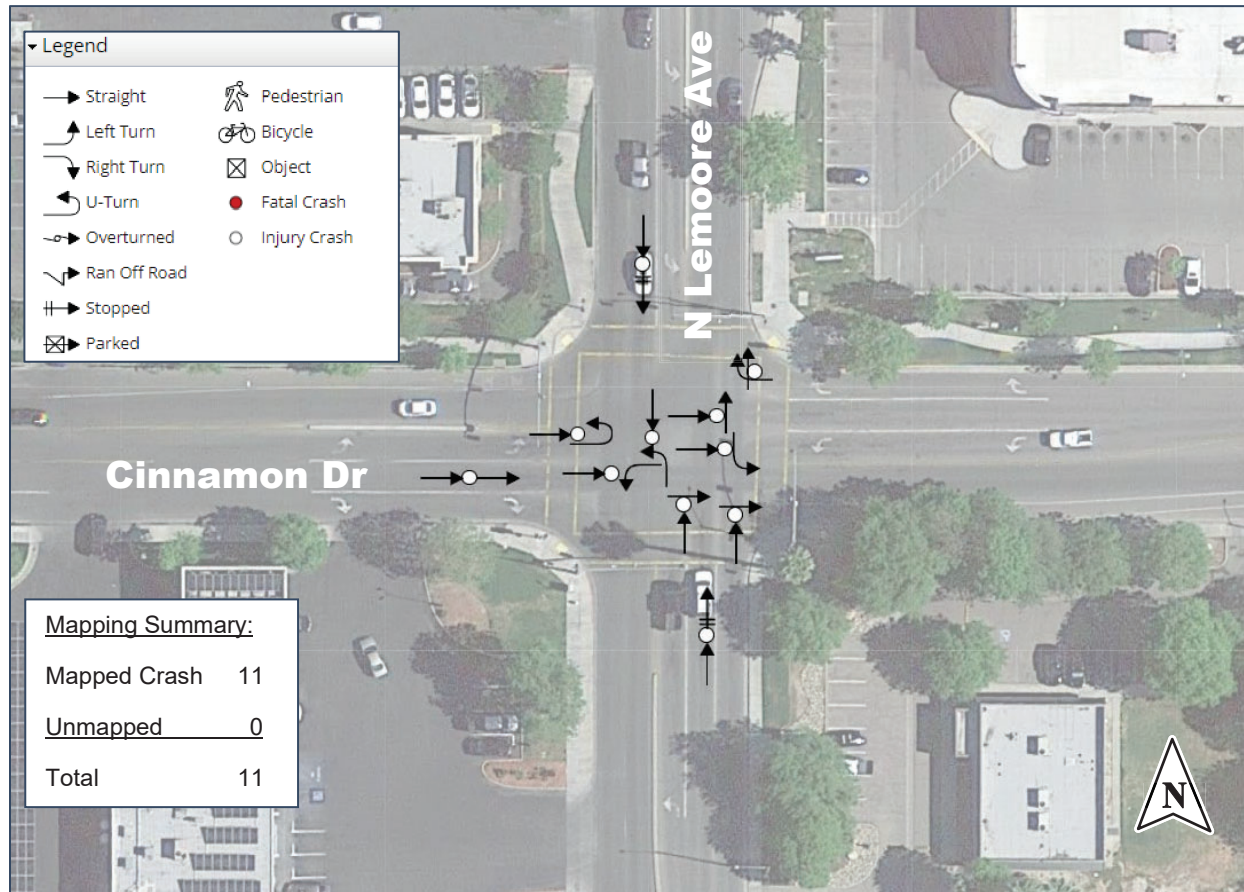 Legend
Straight
Pedestrian
Left Turn
Bicycle
Right Turn
Object
U-Turn
Fatal Crash
Overturned
Injury Crash
Ran Off Road
Stopped
Parked
N Lemoore Ave
Cinnamon Dr
Mapping Summary:
Mapped Crash 11
Unmapped 0
Total 11
N